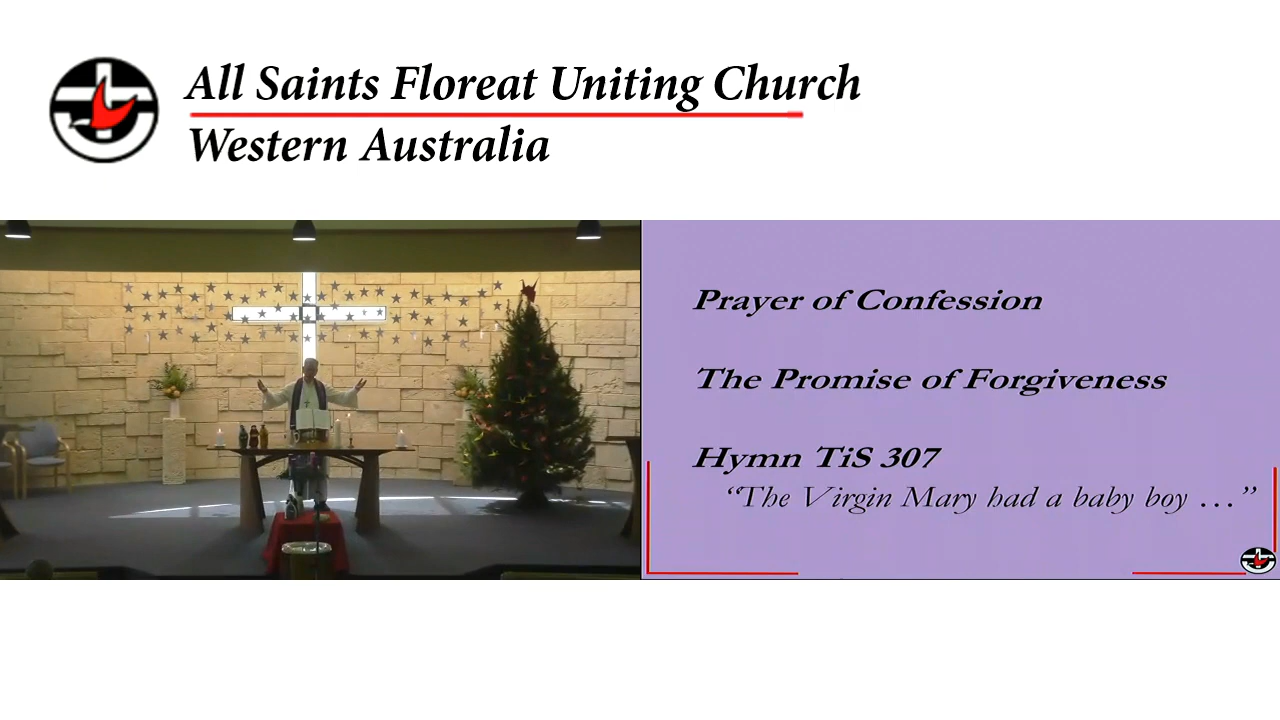 All Saints Floreat Uniting Church
Western Australia
Prayer of Confession
The Promise of Forgiveness
Hymn TiS 307
“The Virgin Mary had a baby boy …”